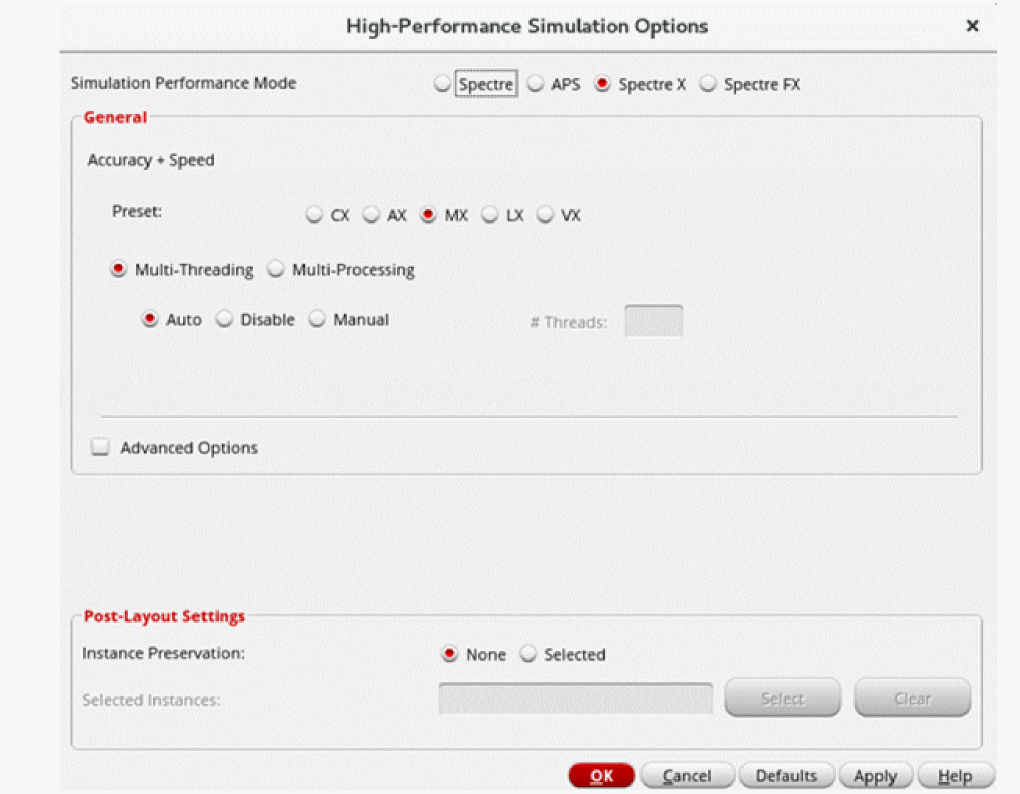 High-Performance Simulation Options
Simulation Performance Mode Spectre APS Spectre X Spectre FX
General
Accuracy + Speed
Preset: CX AX MX LX VX
Multi-Threading Multi-Processing
Auto Disable Manual # Threads:
Advanced Options
Post-Layout Settings
Instance Preservation: None Selected
Selected Instances: Select Clear
OK Cancel Defaults Apply Help